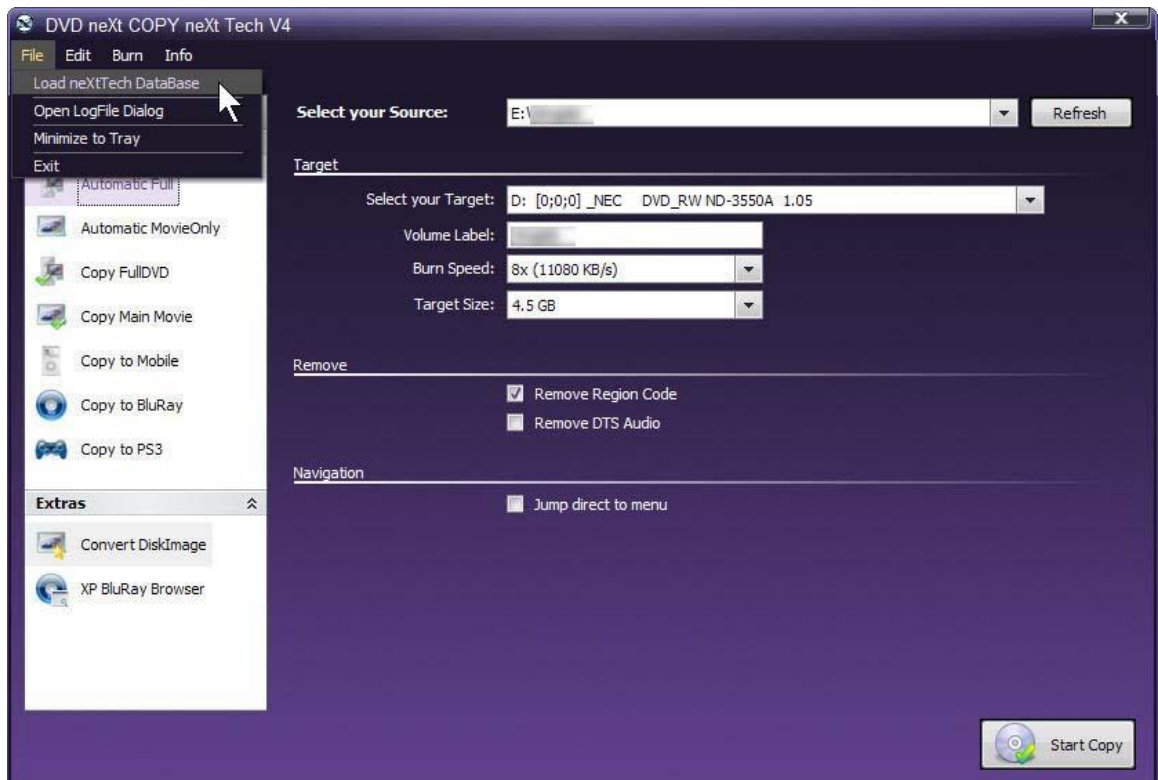 DVD neXt COPY neXt Tech V4
X
File Edit Burn Info
Load neXtTech DataBase
Open LogFile Dialog
Minimize to Tray
Exit
Automatic Full
Automatic MovieOnly
Copy FullDVD
Copy Main Movie
Copy to Mobile
Copy to BluRay
Copy to PS3
Extras
Convert DiskImage
XP BluRay Browser
Select your Source: E:\ Refresh
Target
Select your Target: D: [0;0;0] _NEC DVD_RW ND-3550A 1.05
Volume Label:
Burn Speed: 8x (11080 KB/s)
Target Size: 4.5 GB
Remove
Remove Region Code
Remove DTS Audio
Navigation
Jump direct to menu
Start Copy